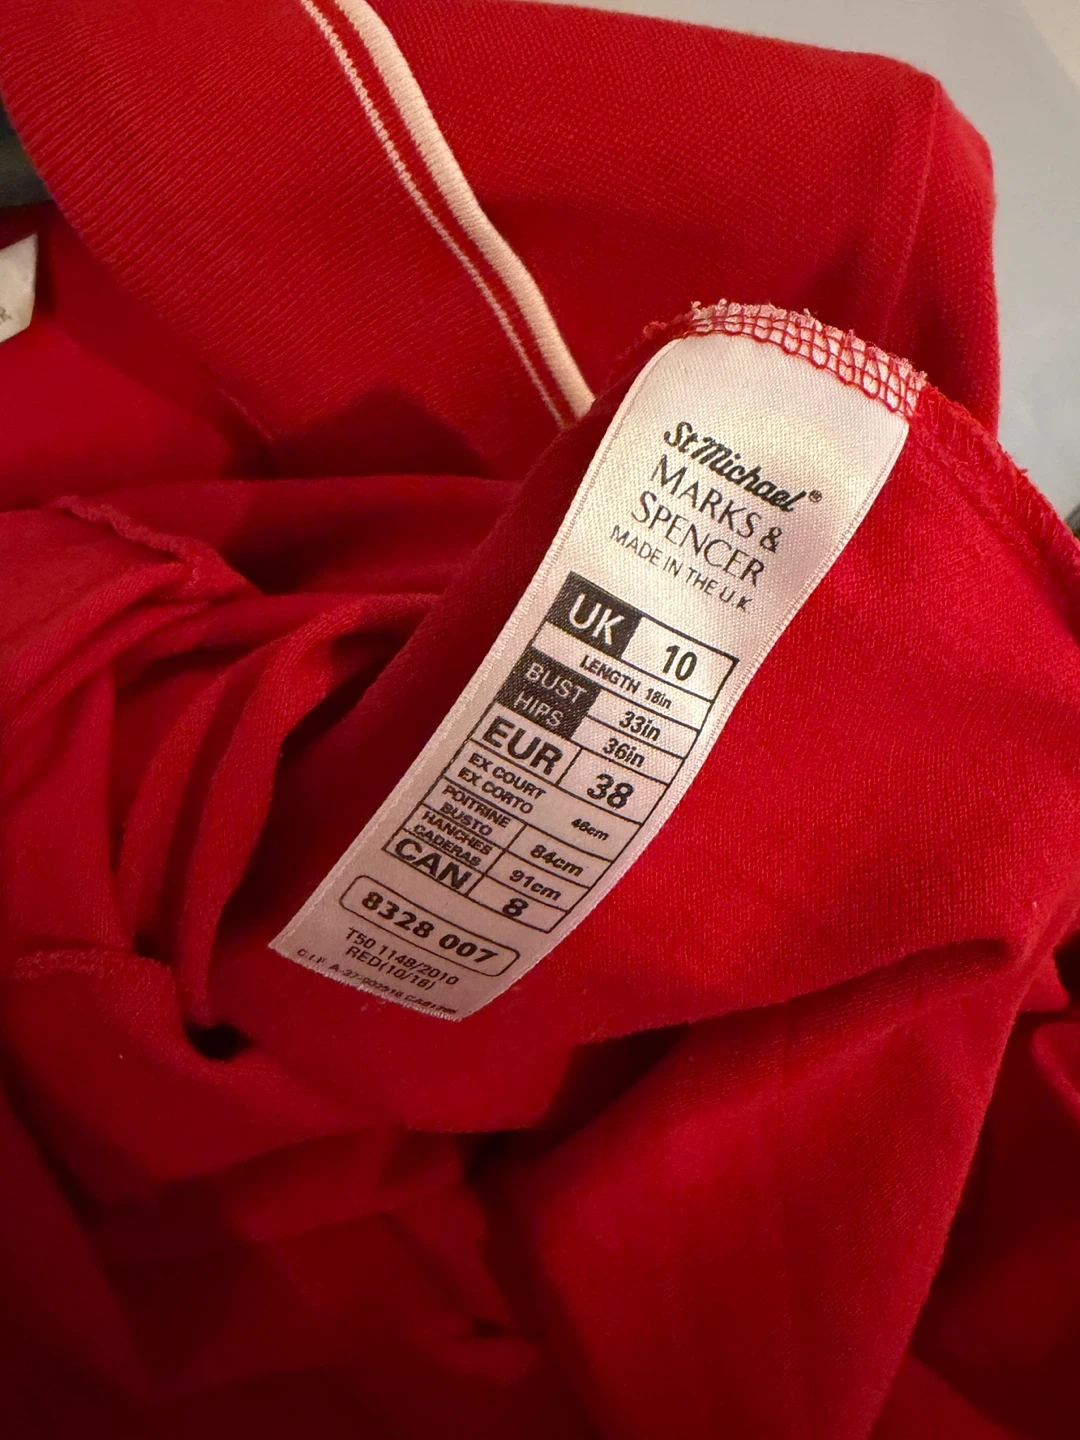 St Michael®
MARKS &
SPENCER
MADE IN THE U.K
UK 10
LENGTH 18in
BUST 33in
HIPS 36in
EUR 38
EX COURT
EX CORTO 46cm
POITRINE
BUSTO 84cm
HANCHES
CADERAS 91cm
CAN 8
8328 007
T50 1148/2010
RED(10/18)
C.I.F. A-37-002916
R